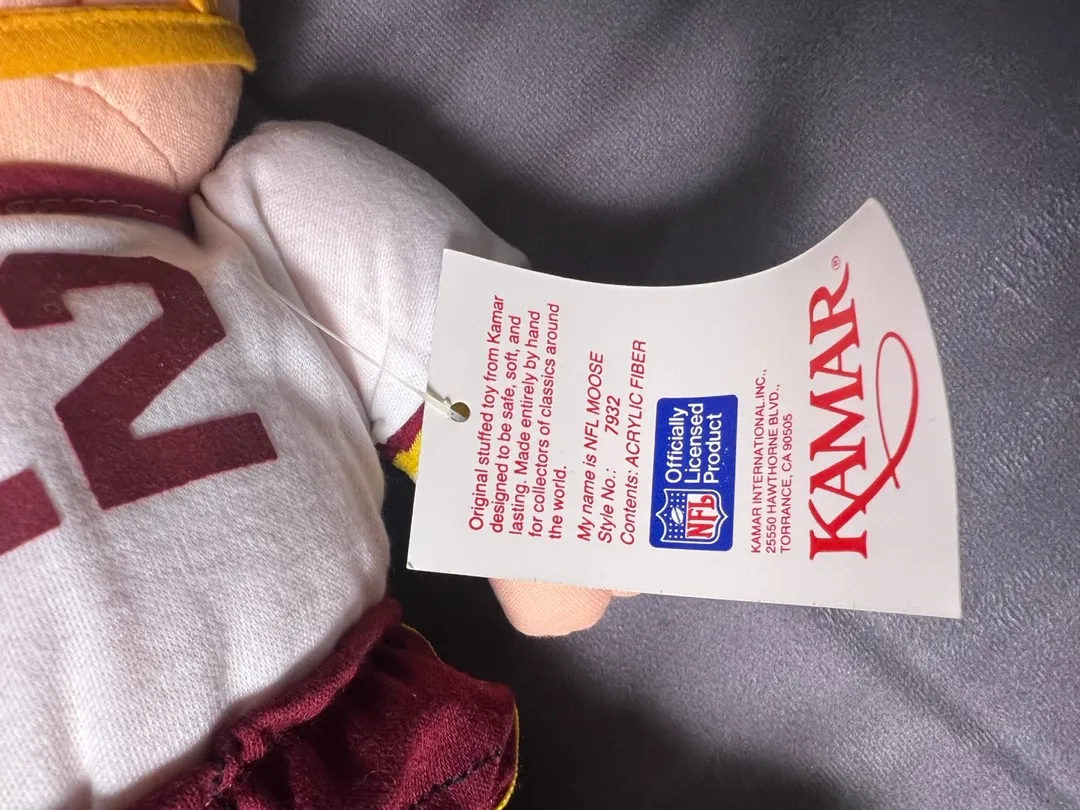 Original stuffed toy from Kamar
designed to be safe, soft, and
lasting. Made entirely by hand
for collectors of classics around
the world.
My name is NFL MOOSE
Style No.: 7932
Contents: ACRYLIC FIBER
NFL
Officially
Licensed
Product
KAMAR INTERNATIONAL.INC.,
25550 HAWTHORNE BLVD.,
TORRANCE, CA 90505
KAMAR®
2